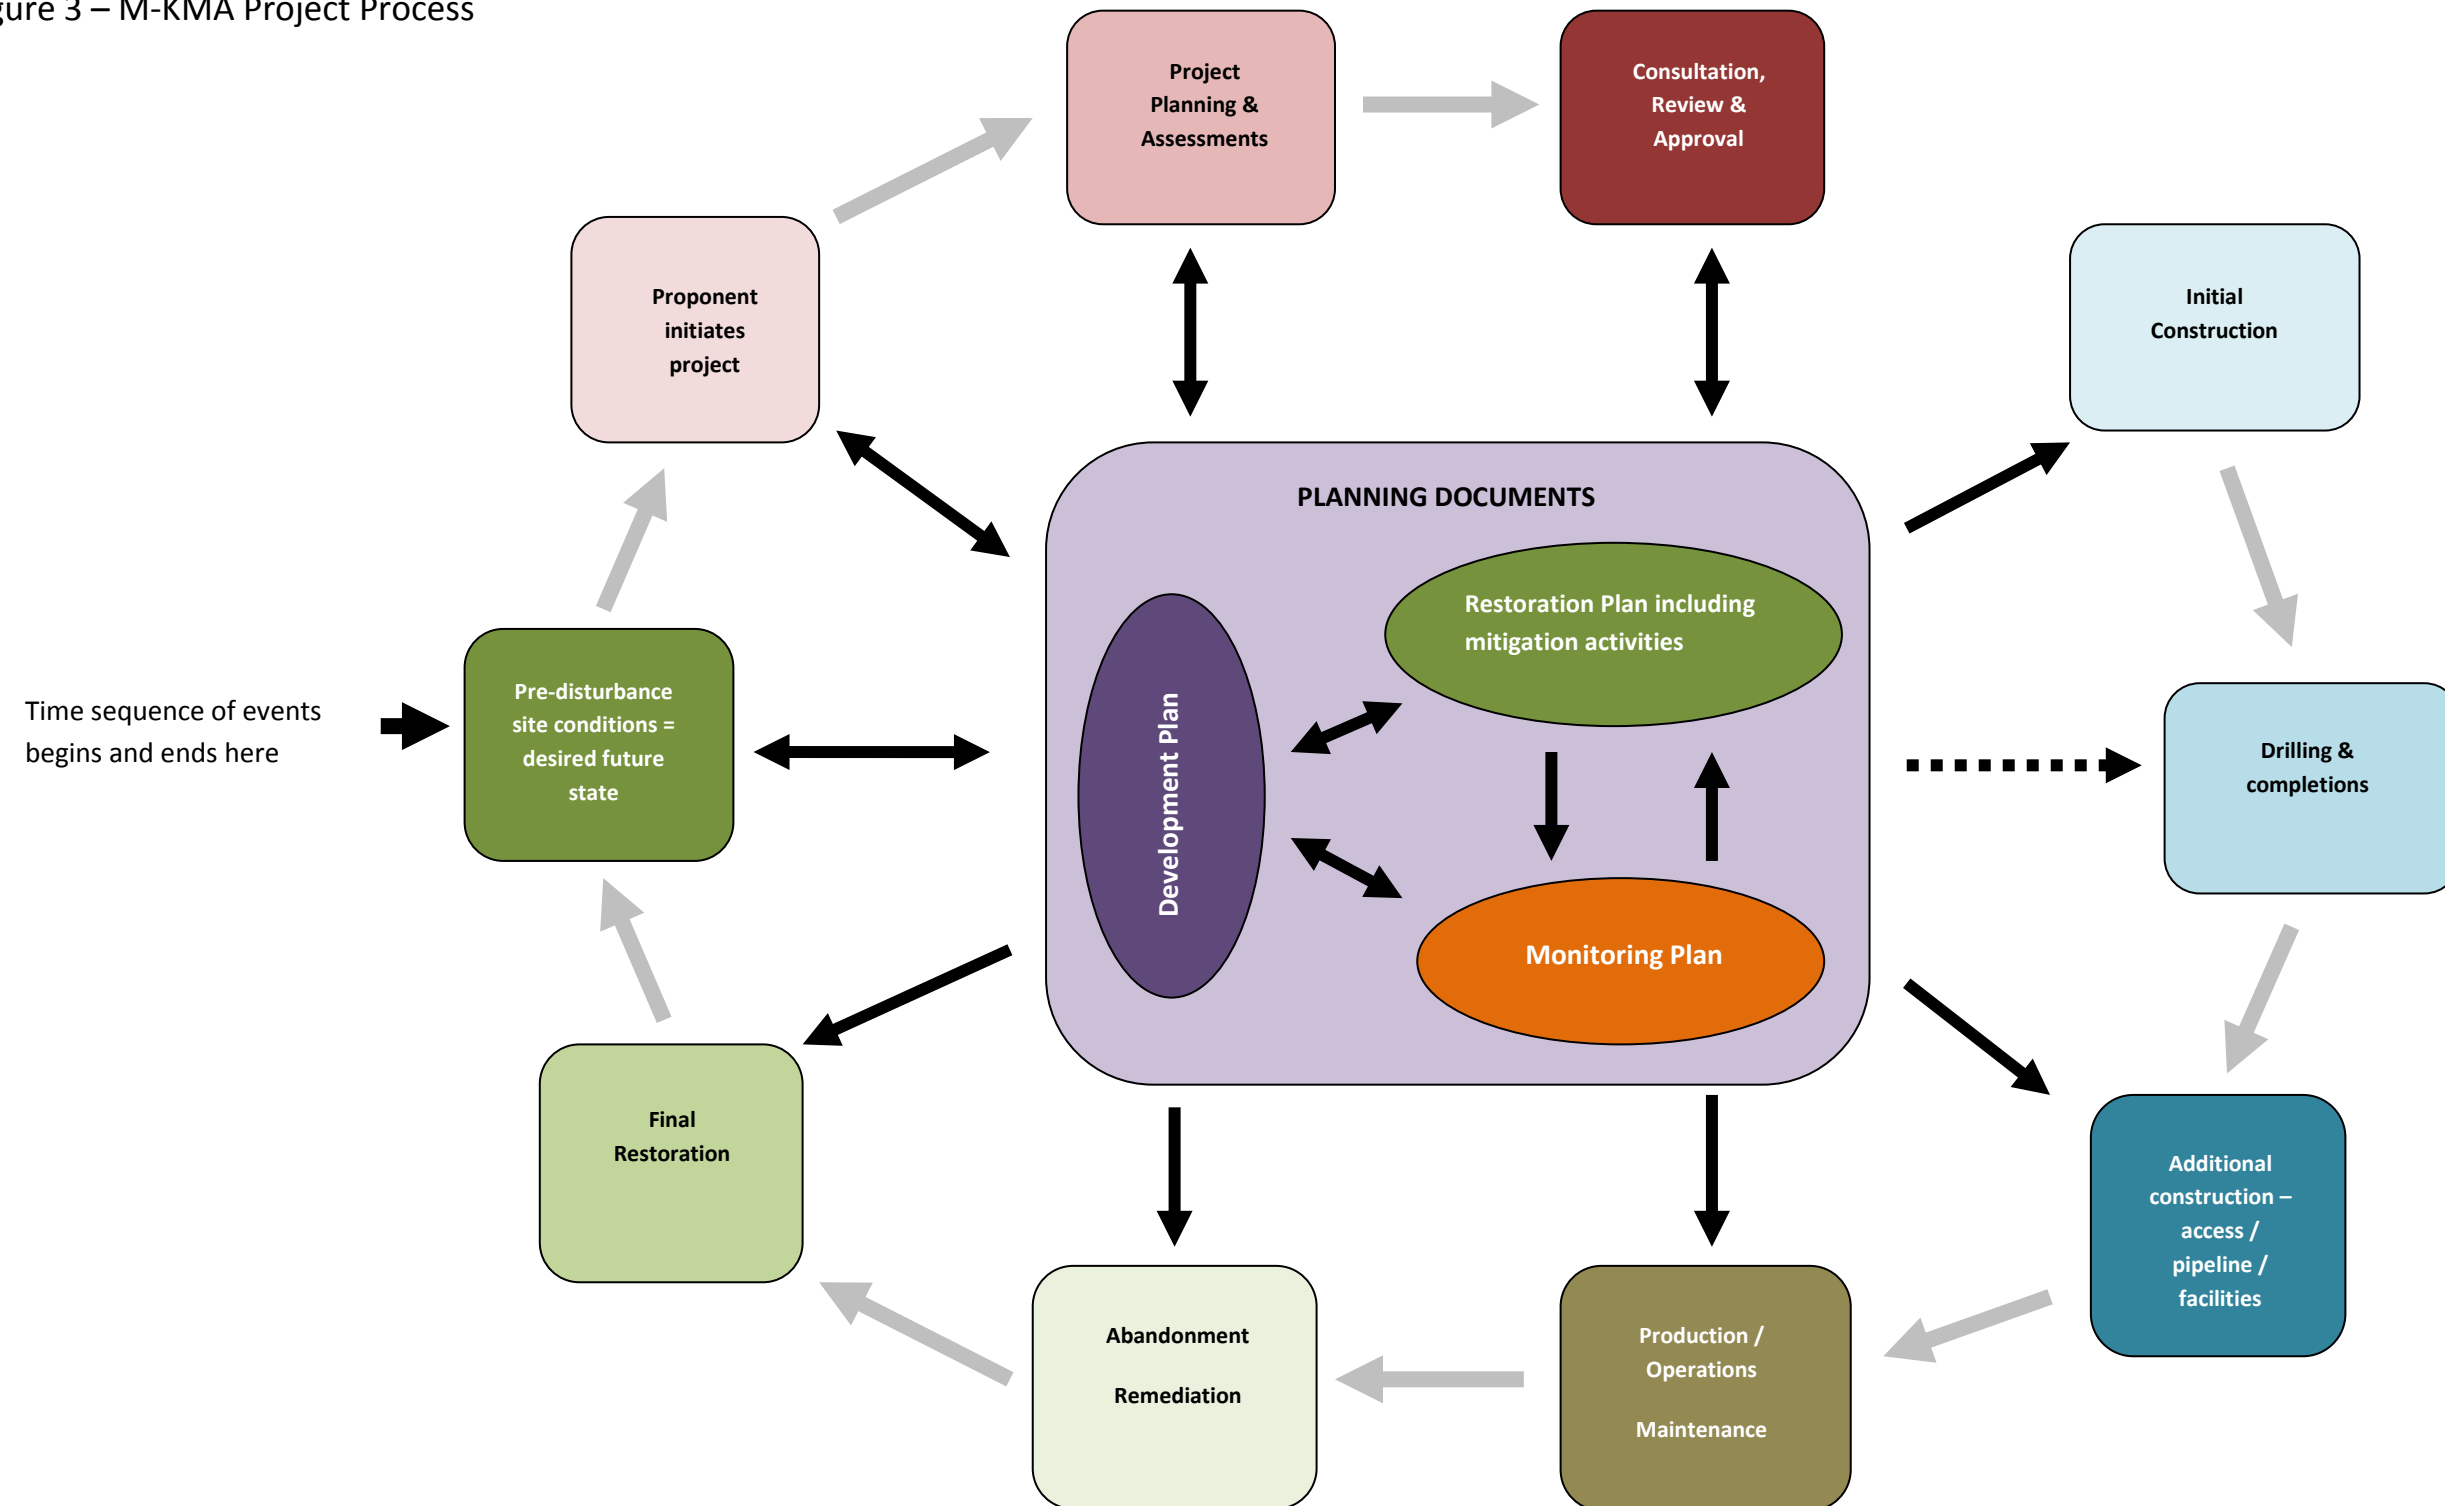 gure 3 – M-KMA Project Process
Project
Planning &
Assessments
Consultation,
Review &
Approval
Proponent
initiates
project
Initial
Construction
PLANNING DOCUMENTS
Restoration Plan including
mitigation activities
Development Plan
Monitoring Plan
Time sequence of events
begins and ends here
Pre-disturbance
site conditions =
desired future
state
Drilling &
completions
Final
Restoration
Additional
construction –
access /
pipeline /
facilities
Abandonment
Remediation
Production /
Operations
Maintenance